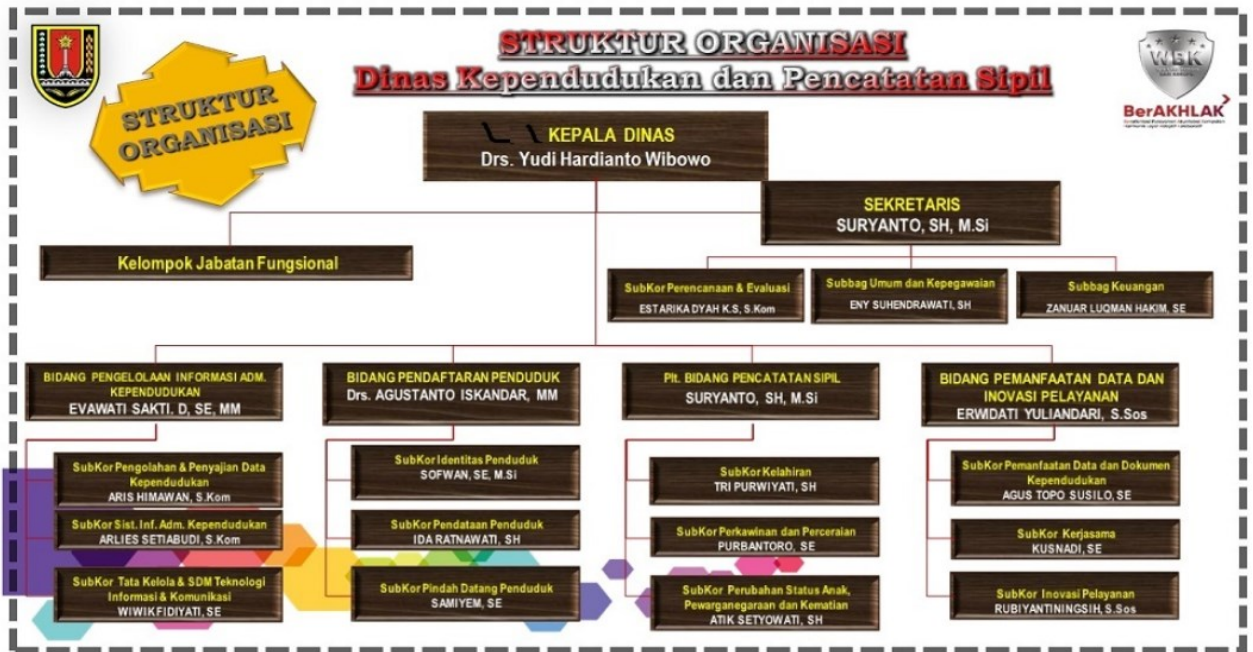 STRUKTUR ORGANISASI
Dinas Kependudukan dan Pencatatan Sipil
STRUKTUR
ORGANISASI
WBK
BerAKHLAK
KEPALA DINAS
Drs. Yudi Hardianto Wibowo
SEKRETARIS
SURYANTO, SH, M.Si
Kelompok Jabatan Fungsional
SubKor Perencanaan & Evaluasi
ESTARIKA DYAH K.S, S.Kom
Subbag Umum dan Kepegawaian
ENY SUHENDRAWATI, SH
Subbag Keuangan
ZANUAR LUQMAN HAKIM, SE
BIDANG PENGELOLAAN INFORMASI ADM.
KEPENDUDUKAN
EVAWATI SAKTI. D, SE, MM
SubKor Pengolahan & Penyajian Data
Kependudukan
ARIS HIMAWAN, S.Kom
SubKor Sist. Inf. Adm. Kependudukan
ARLIES SETIABUDI, S.Kom
SubKor Tata Kelola & SDM Teknologi
Informasi & Komunikasi
WIWIK FIDIYATI, SE
BIDANG PENDAFTARAN PENDUDUK
Drs. AGUSTANTO ISKANDAR, MM
SubKor Identitas Penduduk
SOFWAN, SE, M.Si
SubKor Pendataan Penduduk
IDA RATNAWATI, SH
SubKor Pindah Datang Penduduk
SAMIYEM, SE
Plt. BIDANG PENCATATAN SIPIL
SURYANTO, SH, M.Si
SubKor Kelahiran
TRI PURWIYATI, SH
SubKor Perkawinan dan Perceraian
PURBANTORO, SE
SubKor Perubahan Status Anak,
Pewarganegaraan dan Kematian
ATIK SETYOWATI, SH
BIDANG PEMANFAATAN DATA DAN
INOVASI PELAYANAN
ERWIDATI YULIANDARI, S.Sos
SubKor Pemanfaatan Data dan Dokumen
Kependudukan
AGUS TOPO SUSILO, SE
SubKor Kerjasama
KUSNADI, SE
SubKor Inovasi Pelayanan
RUBIYANTININGSIH, S.Sos